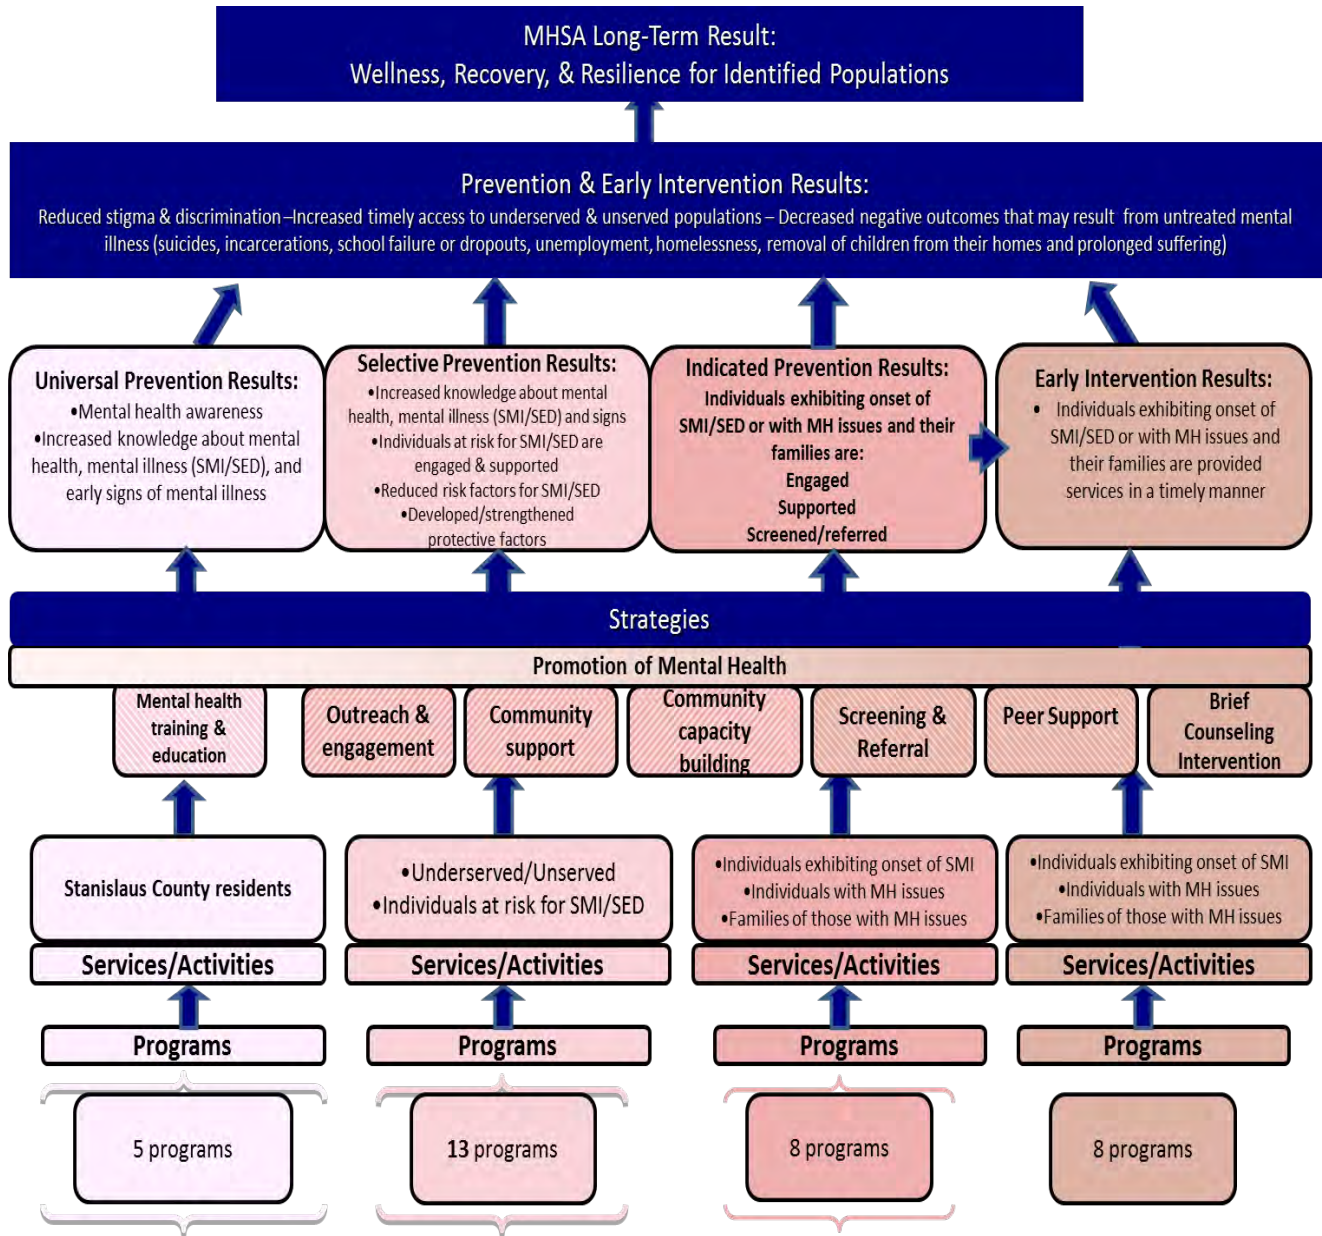 MHSA Long-Term Result:
Wellness, Recovery, & Resilience for Identified Populations
Prevention & Early Intervention Results:
Reduced stigma & discrimination –Increased timely access to underserved & unserved populations – Decreased negative outcomes that may result from untreated mental
illness (suicides, incarcerations, school failure or dropouts, unemployment, homelessness, removal of children from their homes and prolonged suffering)
Universal Prevention Results:
•Mental health awareness
•Increased knowledge about mental
health, mental illness (SMI/SED), and
early signs of mental illness
Selective Prevention Results:
•Increased knowledge about mental
health, mental illness (SMI/SED) and signs
•Individuals at risk for SMI/SED are
engaged & supported
•Reduced risk factors for SMI/SED
•Developed/strengthened
protective factors
Indicated Prevention Results:
Individuals exhibiting onset of
SMI/SED or with MH issues and their
families are:
Engaged
Supported
Screened/referred
Early Intervention Results:
• Individuals exhibiting onset of
SMI/SED or with MH issues and
their families are provided
services in a timely manner
Strategies
Promotion of Mental Health
Mental health
training &
education
Outreach &
engagement
Community
support
Community
capacity
building
Screening &
Referral
Peer Support
Brief
Counseling
Intervention
Stanislaus County residents
•Underserved/Unserved
•Individuals at risk for SMI/SED
•Individuals exhibiting onset of SMI
•Individuals with MH issues
•Families of those with MH issues
•Individuals exhibiting onset of SMI
•Individuals with MH issues
•Families of those with MH issues
Services/Activities
Services/Activities
Services/Activities
Services/Activities
Programs
Programs
Programs
Programs
5 programs
13 programs
8 programs
8 programs